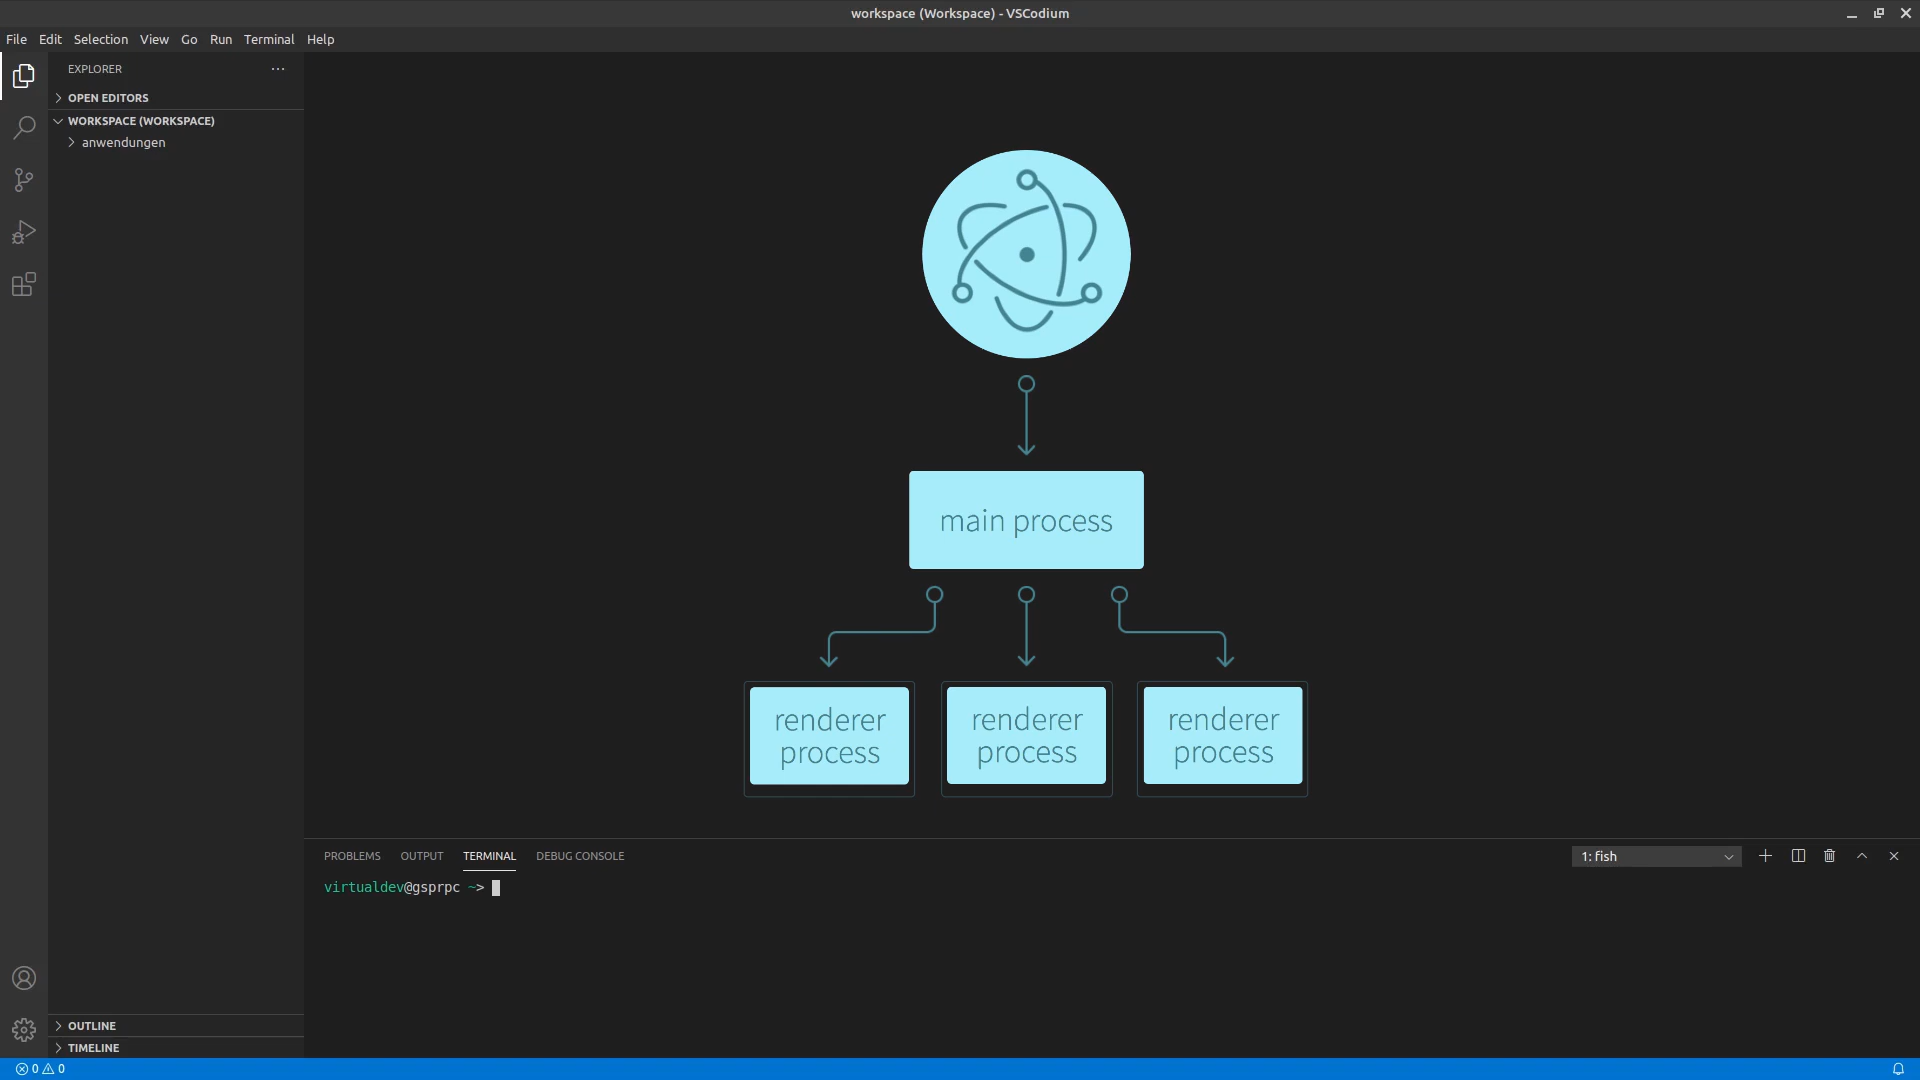 workspace (Workspace) - VSCodium
File Edit Selection View Go Run Terminal Help
EXPLORER
OPEN EDITORS
WORKSPACE (WORKSPACE)
anwendungen
main process
renderer
process
renderer
process
renderer
process
PROBLEMS OUTPUT TERMINAL DEBUG CONSOLE
1: fish
virtualdev@gsprpc ~>
OUTLINE
TIMELINE
0 0